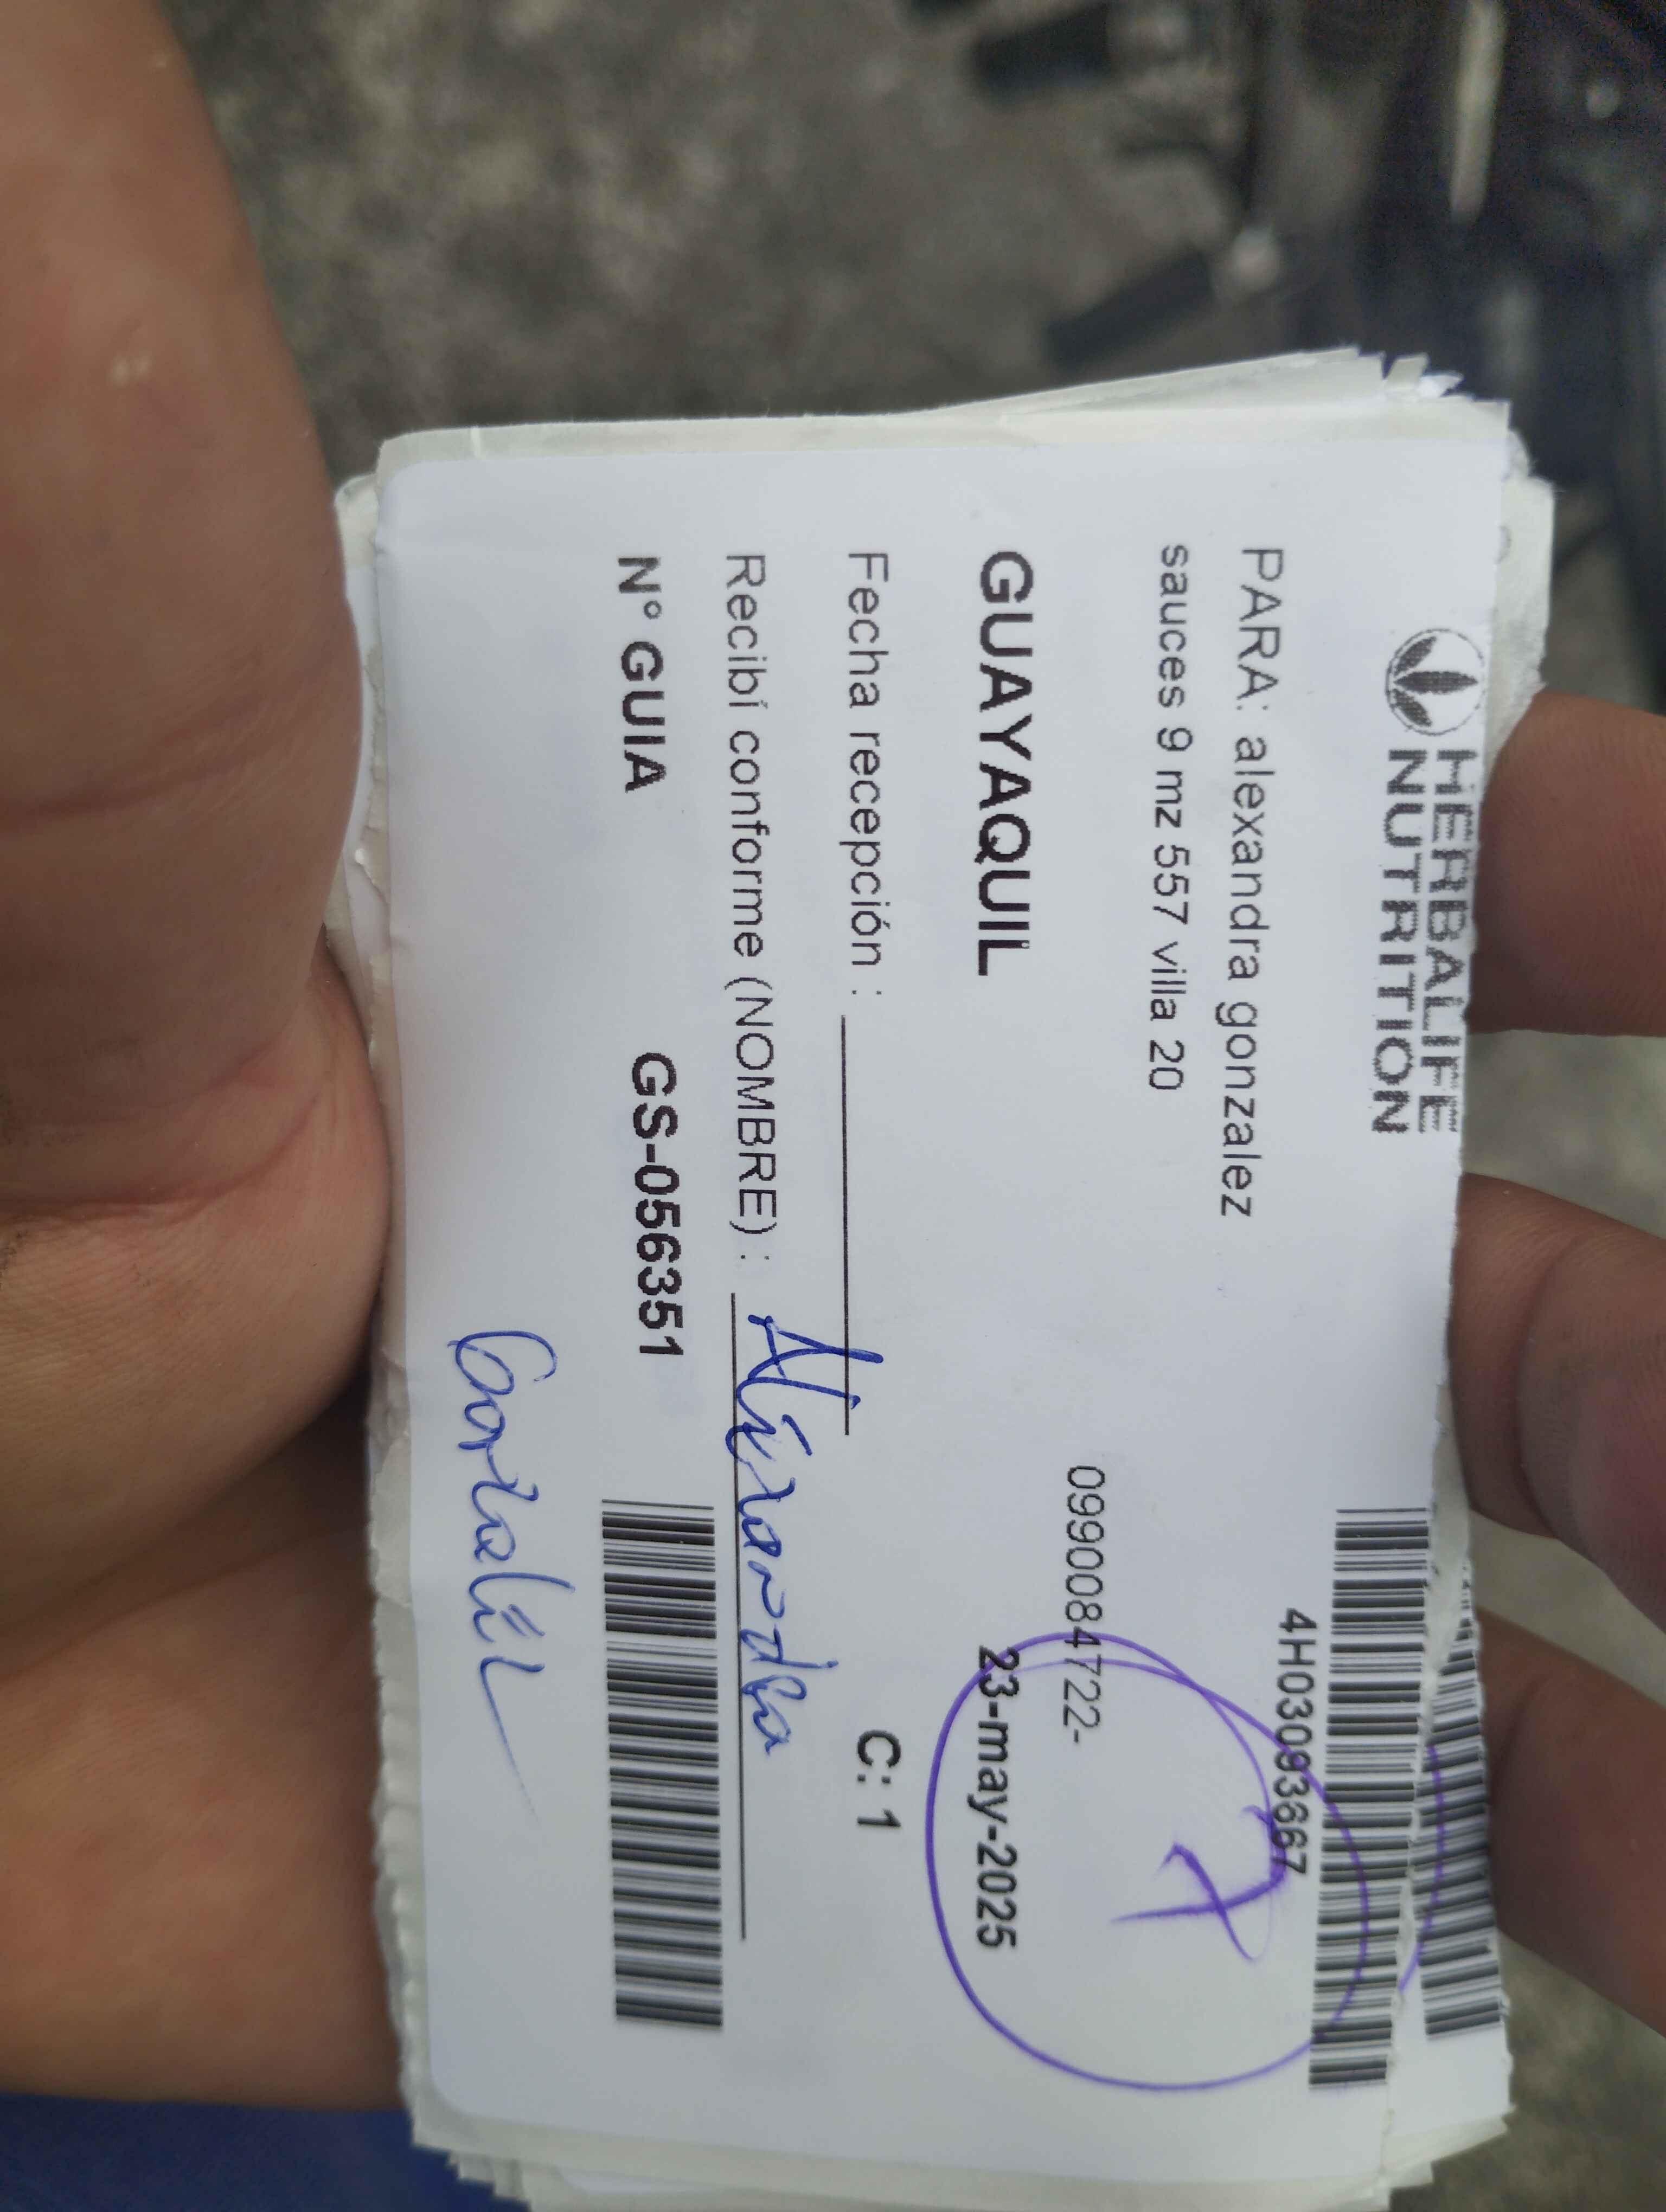 HERBALIFE
NUTRITION
4H03093667
PARA: alexandra gonzalez
sauces 9 mz 557 villa 20
0990084722-
GUAYAQUIL
23-may-2025
7
Fecha recepción :
C: 1
Recibí conforme (NOMBRE) : Alexandra
N° GUIA GS-056351
Gonzalez